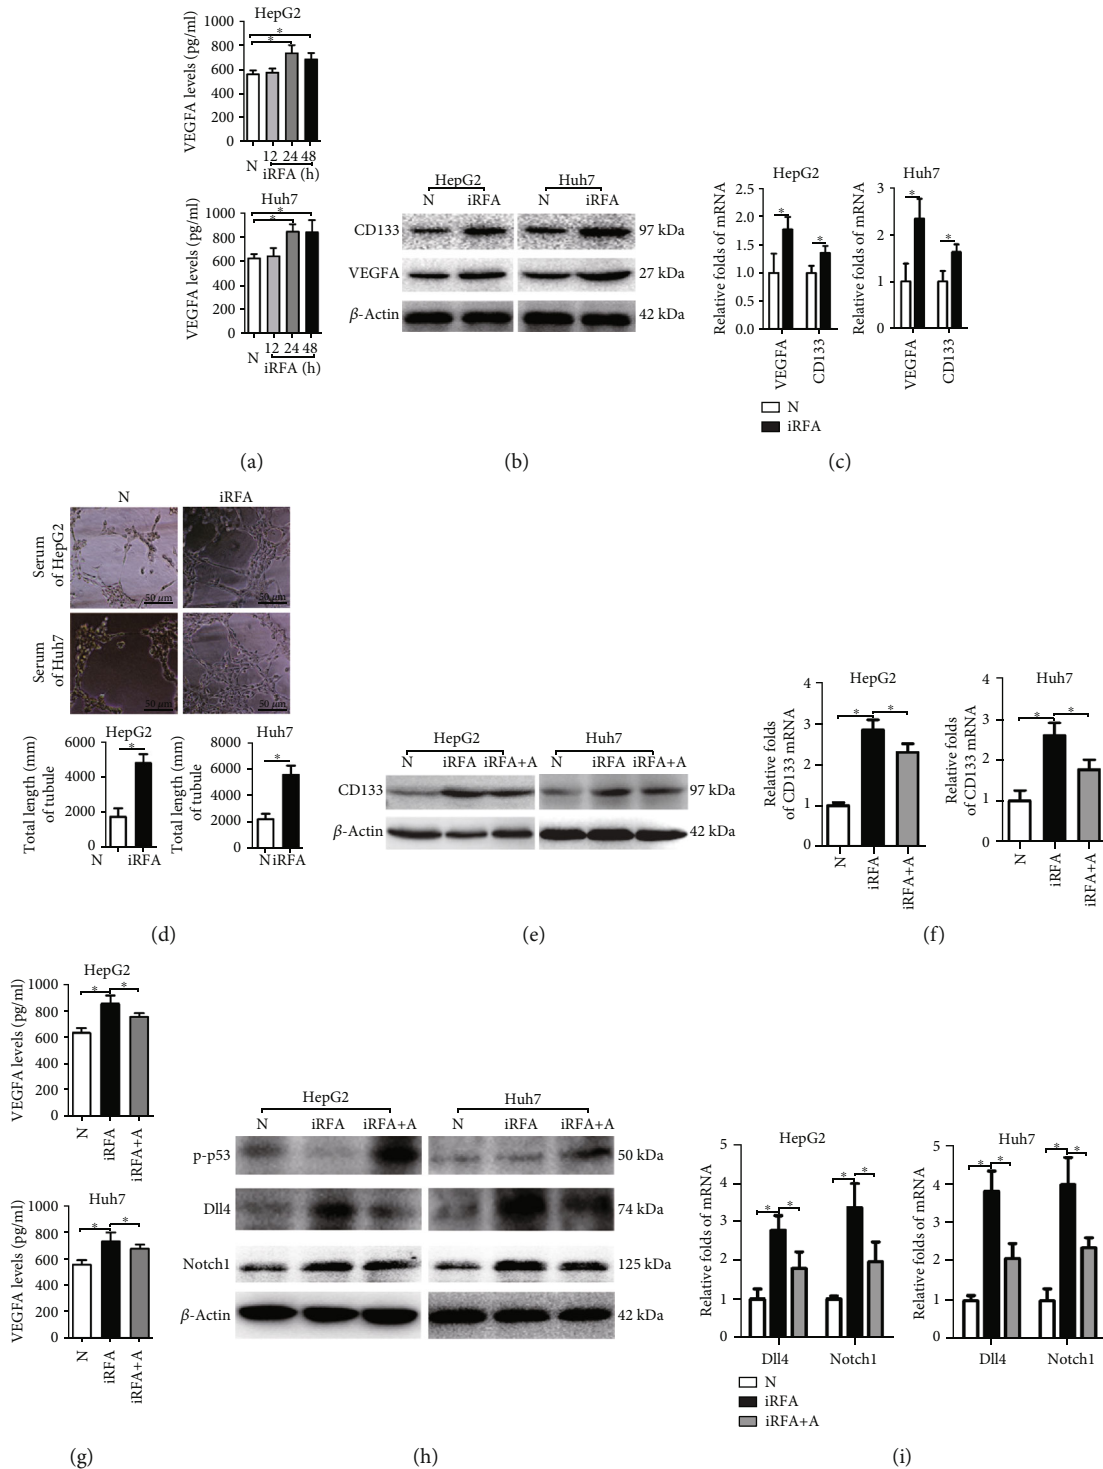 HepG2
VEGFA levels (pg/ml)
1000
800
600
400
200
0
* *
N 12 24 48
iRFA (h)
Huh7
VEGFA levels (pg/ml)
1000
800
600
400
200
0
* *
N 12 24 48
iRFA (h)
(a)
HepG2 Huh7
N iRFA N iRFA
CD133 97 kDa
VEGFA 27 kDa
β-Actin 42 kDa
(b)
HepG2
Relative folds of mRNA
2.5
2.0
1.5
1.0
0.5
0.0
* *
VEGFA CD133
Huh7
Relative folds of mRNA
3
2
1
0
* *
VEGFA CD133
N
iRFA
(c)
N iRFA
Serum
of HepG2
50 µm 50 µm
Serum
of Huh7
50 µm 50 µm
HepG2
Total length (mm)
of tubule
6000
4000
2000
0
*
N iRFA
Huh7
Total length (mm)
of tubule
8000
6000
4000
2000
0
*
N iRFA
(d)
HepG2 Huh7
N iRFA iRFA+A N iRFA iRFA+A
CD133 97 kDa
β-Actin 42 kDa
(e)
HepG2
Relative folds
of CD133 mRNA
4
3
2
1
0
* *
N iRFA iRFA+A
Huh7
Relative folds
of CD133 mRNA
4
3
2
1
0
* *
N iRFA iRFA+A
(f)
HepG2
VEGFA levels (pg/ml)
1000
800
600
400
200
0
* *
N iRFA iRFA+A
Huh7
VEGFA levels (pg/ml)
1000
800
600
400
200
0
* *
N iRFA iRFA+A
(g)
HepG2 Huh7
N iRFA iRFA+A N iRFA iRFA+A
p-p53 50 kDa
Dll4 74 kDa
Notch1 125 kDa
β-Actin 42 kDa
(h)
HepG2
Relative folds of mRNA
5
4
3
2
1
0
* * * *
Dll4 Notch1
Huh7
Relative folds of mRNA
5
4
3
2
1
0
* * * *
Dll4 Notch1
N
iRFA
iRFA+A
(i)